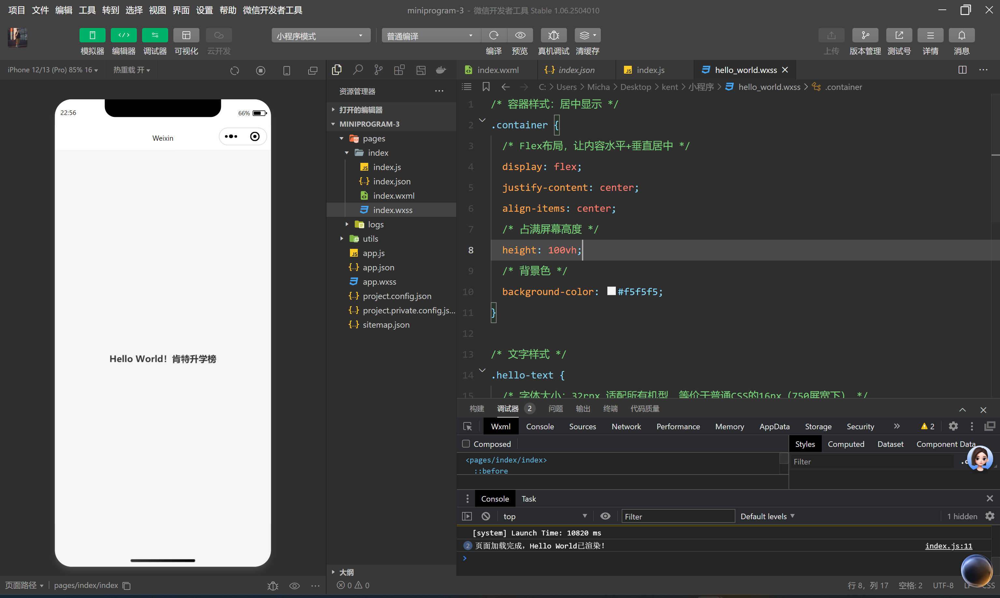 项目 文件 编辑 工具 转到 选择 视图 界面 设置 帮助 微信开发者工具
miniprogram-3 - 微信开发者工具 Stable 1.06.2504010
模拟器 编辑器 调试器 可视化 云开发
小程序模式
普通编译
编译 预览 真机调试 清缓存
上传 版本管理 测试号 详情 消息
iPhone 12/13 (Pro) 85% 16
热重载 开
22:56
66%
Weixin
Hello World！肯特升学榜
页面路径
pages/index/index
资源管理器
打开的编辑器
MINIPROGRAM-3
pages
index
index.js
index.json
index.wxml
index.wxss
logs
utils
app.js
app.json
app.wxss
project.config.json
project.private.config.js...
sitemap.json
大纲
0 0
index.wxml
index.json
index.js
hello_world.wxss
C: > Users > Micha > Desktop > kent > 小程序 > hello_world.wxss > .container
1 /* 容器样式：居中显示 */
2 .container {
3 /* Flex布局，让内容水平+垂直居中 */
4 display: flex;
5 justify-content: center;
6 align-items: center;
7 /* 占满屏幕高度 */
8 height: 100vh;
9 /* 背景色 */
10 background-color: #f5f5f5;
11 }
12
13 /* 文字样式 */
14 .hello-text {
15 /* 字体大小：32rpx 适配所有机型，等价于普通CSS的16px（750屏宽下） */
构建 调试器 2 问题 输出 终端 代码质量
Wxml Console Sources Network Performance Memory AppData Storage Security » 2
Composed
Styles Computed Dataset Component Data
<pages/index/index>
::before
Filter
Console Task
top
Filter
Default levels
1 hidden
[system] Launch Time: 10820 ms
2 页面加载完成，Hello World已渲染！
index.js:11
行 8，列 17 空格: 2 UTF-8